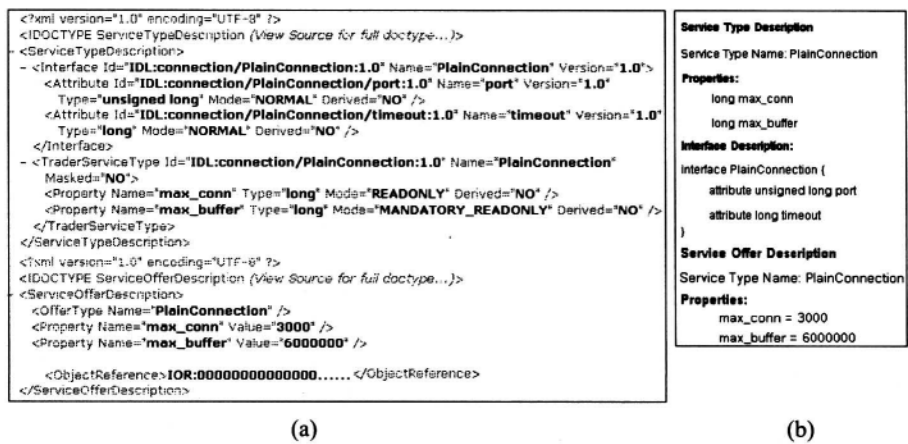 <?xml version="1.0" encoding="UTF-8" ?>
<!DOCTYPE ServiceTypeDescription (View Source for full doctype...)>
- <ServiceTypeDescription>
- <Interface Id="IDL:connection/PlainConnection:1.0" Name="PlainConnection" Version="1.0">
<Attribute Id="IDL:connection/PlainConnection/port:1.0" Name="port" Version="1.0"
Type="unsigned long" Mode="NORMAL" Derived="NO" />
<Attribute Id="IDL:connection/PlainConnection/timeout:1.0" Name="timeout" Version="1.0"
Type="long" Mode="NORMAL" Derived="NO" />
</Interface>
- <TraderServiceType Id="IDL:connection/PlainConnection:1.0" Name="PlainConnection"
Masked="NO">
<Property Name="max_conn" Type="long" Mode="READONLY" Derived="NO" />
<Property Name="max_buffer" Type="long" Mode="MANDATORY_READONLY" Derived="NO" />
</TraderServiceType>
</ServiceTypeDescription>
<?xml version="1.0" encoding="UTF-8" ?>
<!DOCTYPE ServiceOfferDescription (View Source for full doctype...)>
- <ServiceOfferDescription>
<OfferType Name="PlainConnection" />
<Property Name="max_conn" Value="3000" />
<Property Name="max_buffer" Value="6000000" />
<ObjectReference>IOR:00000000000000......</ObjectReference>
</ServiceOfferDescription>
(a)
Service Type Description
Service Type Name: PlainConnection
Properties:
long max_conn
long max_buffer
Interface Description:
interface PlainConnection {
attribute unsigned long port
attribute long timeout
}
Service Offer Description
Service Type Name: PlainConnection
Properties:
max_conn = 3000
max_buffer = 6000000
(b)